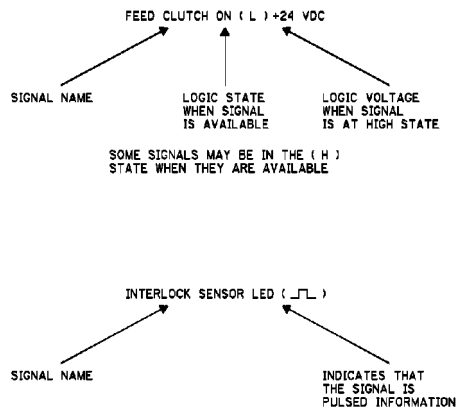 FEED CLUTCH ON ( L ) +24 VDC
SIGNAL NAME
LOGIC STATE
WHEN SIGNAL
IS AVAILABLE
LOGIC VOLTAGE
WHEN SIGNAL
IS AT HIGH STATE
SOME SIGNALS MAY BE IN THE ( H )
STATE WHEN THEY ARE AVAILABLE
INTERLOCK SENSOR LED ( )
SIGNAL NAME
INDICATES THAT
THE SIGNAL IS
PULSED INFORMATION